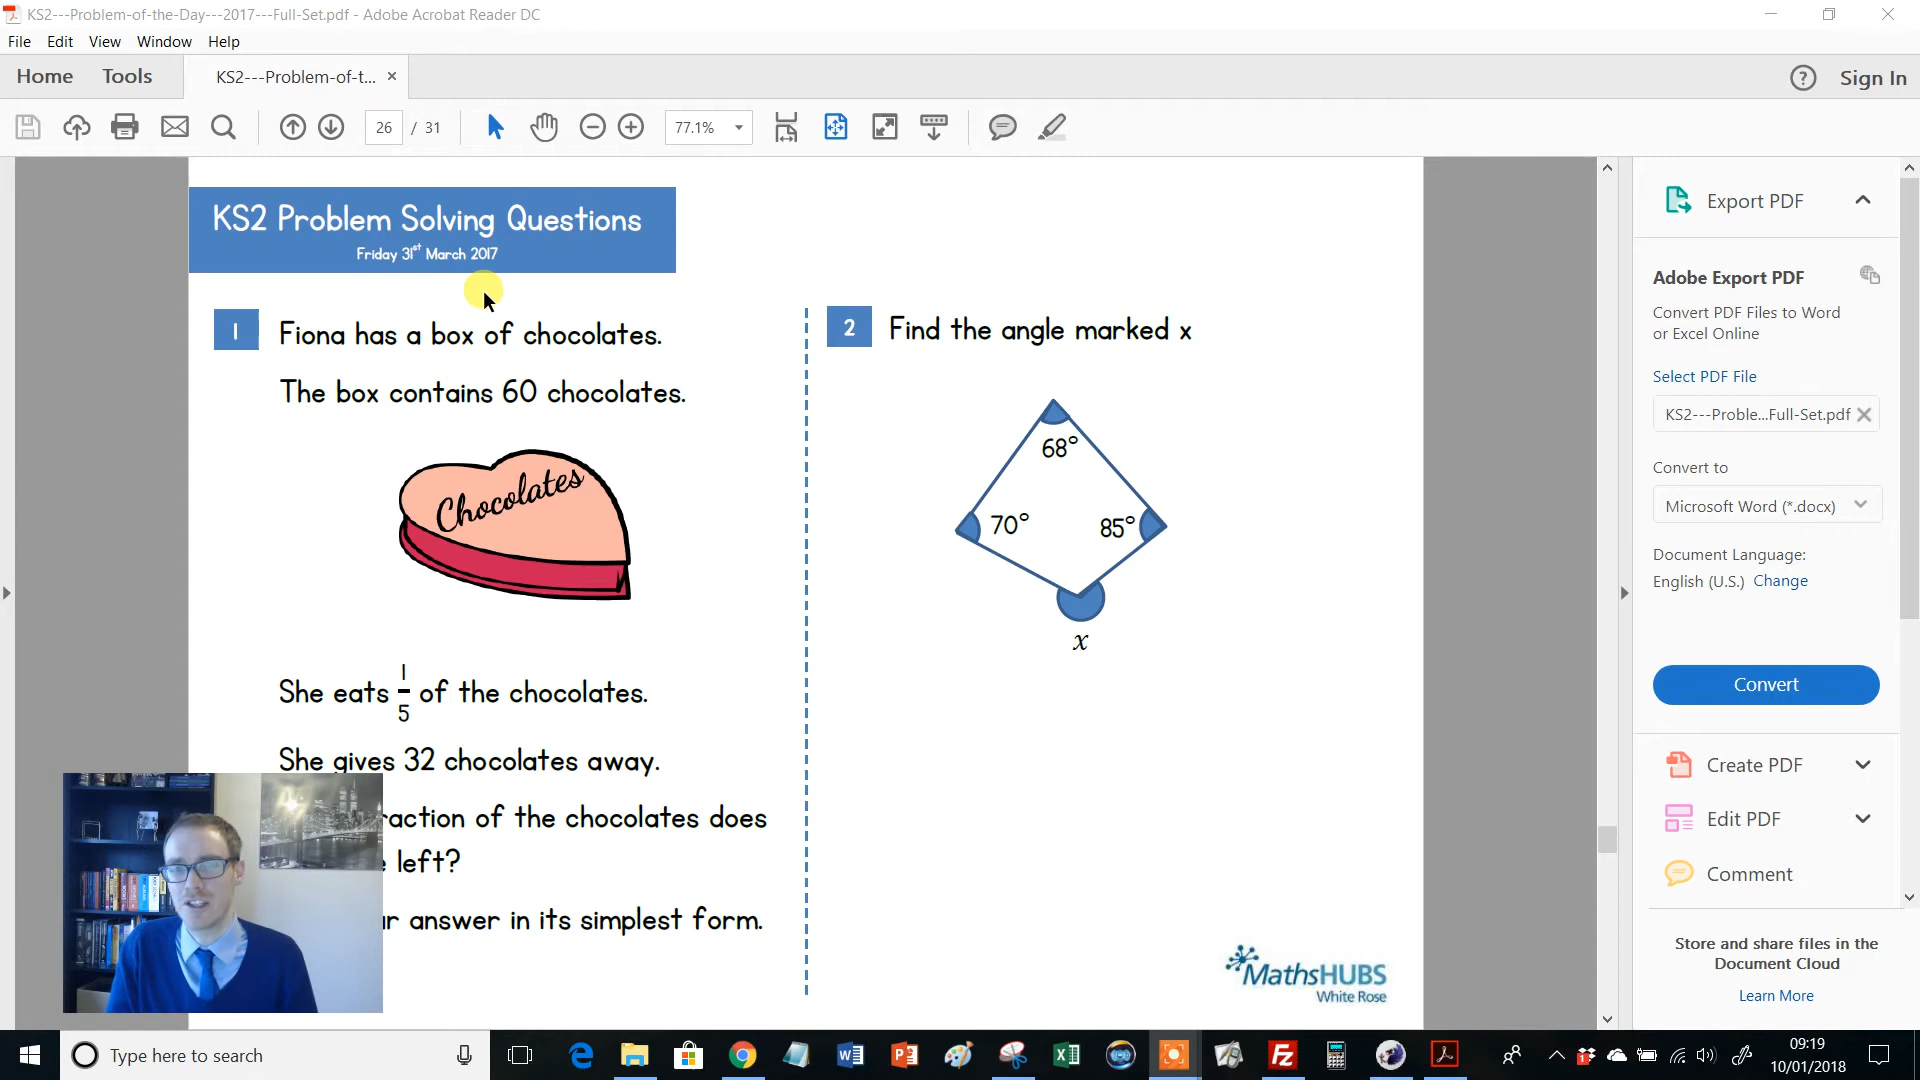 KS2---Problem-of-the-Day---2017---Full-Set.pdf - Adobe Acrobat Reader DC
File Edit View Window Help
Home Tools KS2---Problem-of-t... × ? Sign In
26 / 31 77.1%
KS2 Problem Solving Questions
Friday 31st March 2017
1 Fiona has a box of chocolates.
The box contains 60 chocolates.
Chocolates
She eats 1/5 of the chocolates.
She gives 32 chocolates away.
raction of the chocolates does
left?
r answer in its simplest form.
2 Find the angle marked x
68°
70° 85°
x
MathsHUBS
White Rose
Export PDF
Adobe Export PDF
Convert PDF Files to Word
or Excel Online
Select PDF File
KS2---Proble...Full-Set.pdf
Convert to
Microsoft Word (*.docx)
Document Language:
English (U.S.) Change
Convert
Create PDF
Edit PDF
Comment
Store and share files in the
Document Cloud
Learn More
Type here to search
09:19
10/01/2018